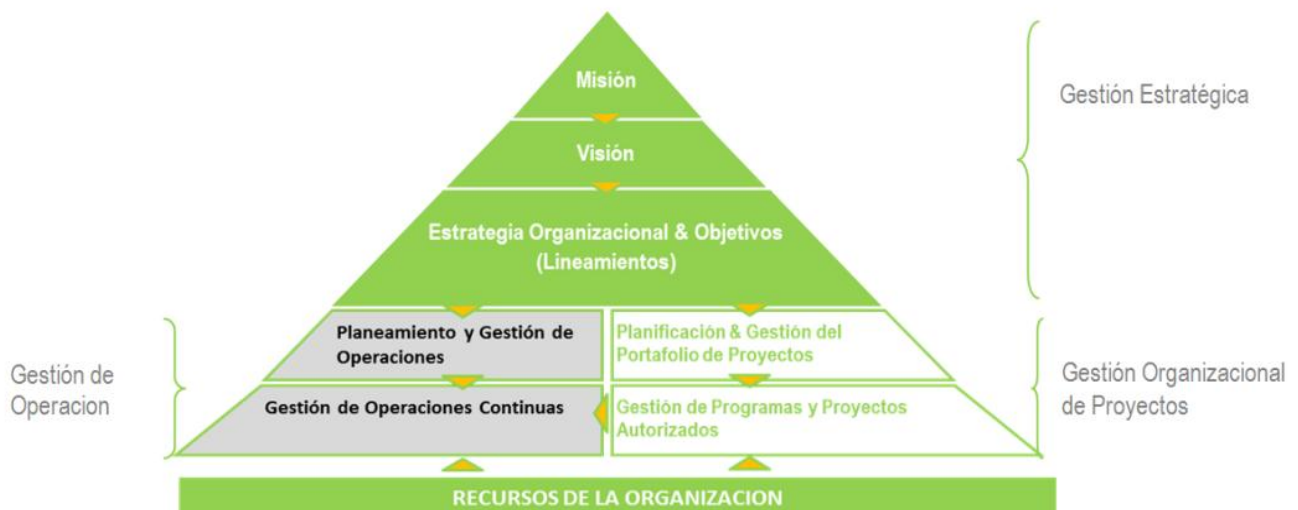 Misión
Gestión Estratégica
Visión
Estrategia Organizacional & Objetivos
(Lineamientos)
Planeamiento y Gestión de
Operaciones
Planificación & Gestión del
Portafolio de Proyectos
Gestión de
Operacion
Gestión Organizacional
de Proyectos
Gestión de Operaciones Continuas
Gestión de Programas y Proyectos
Autorizados
RECURSOS DE LA ORGANIZACION